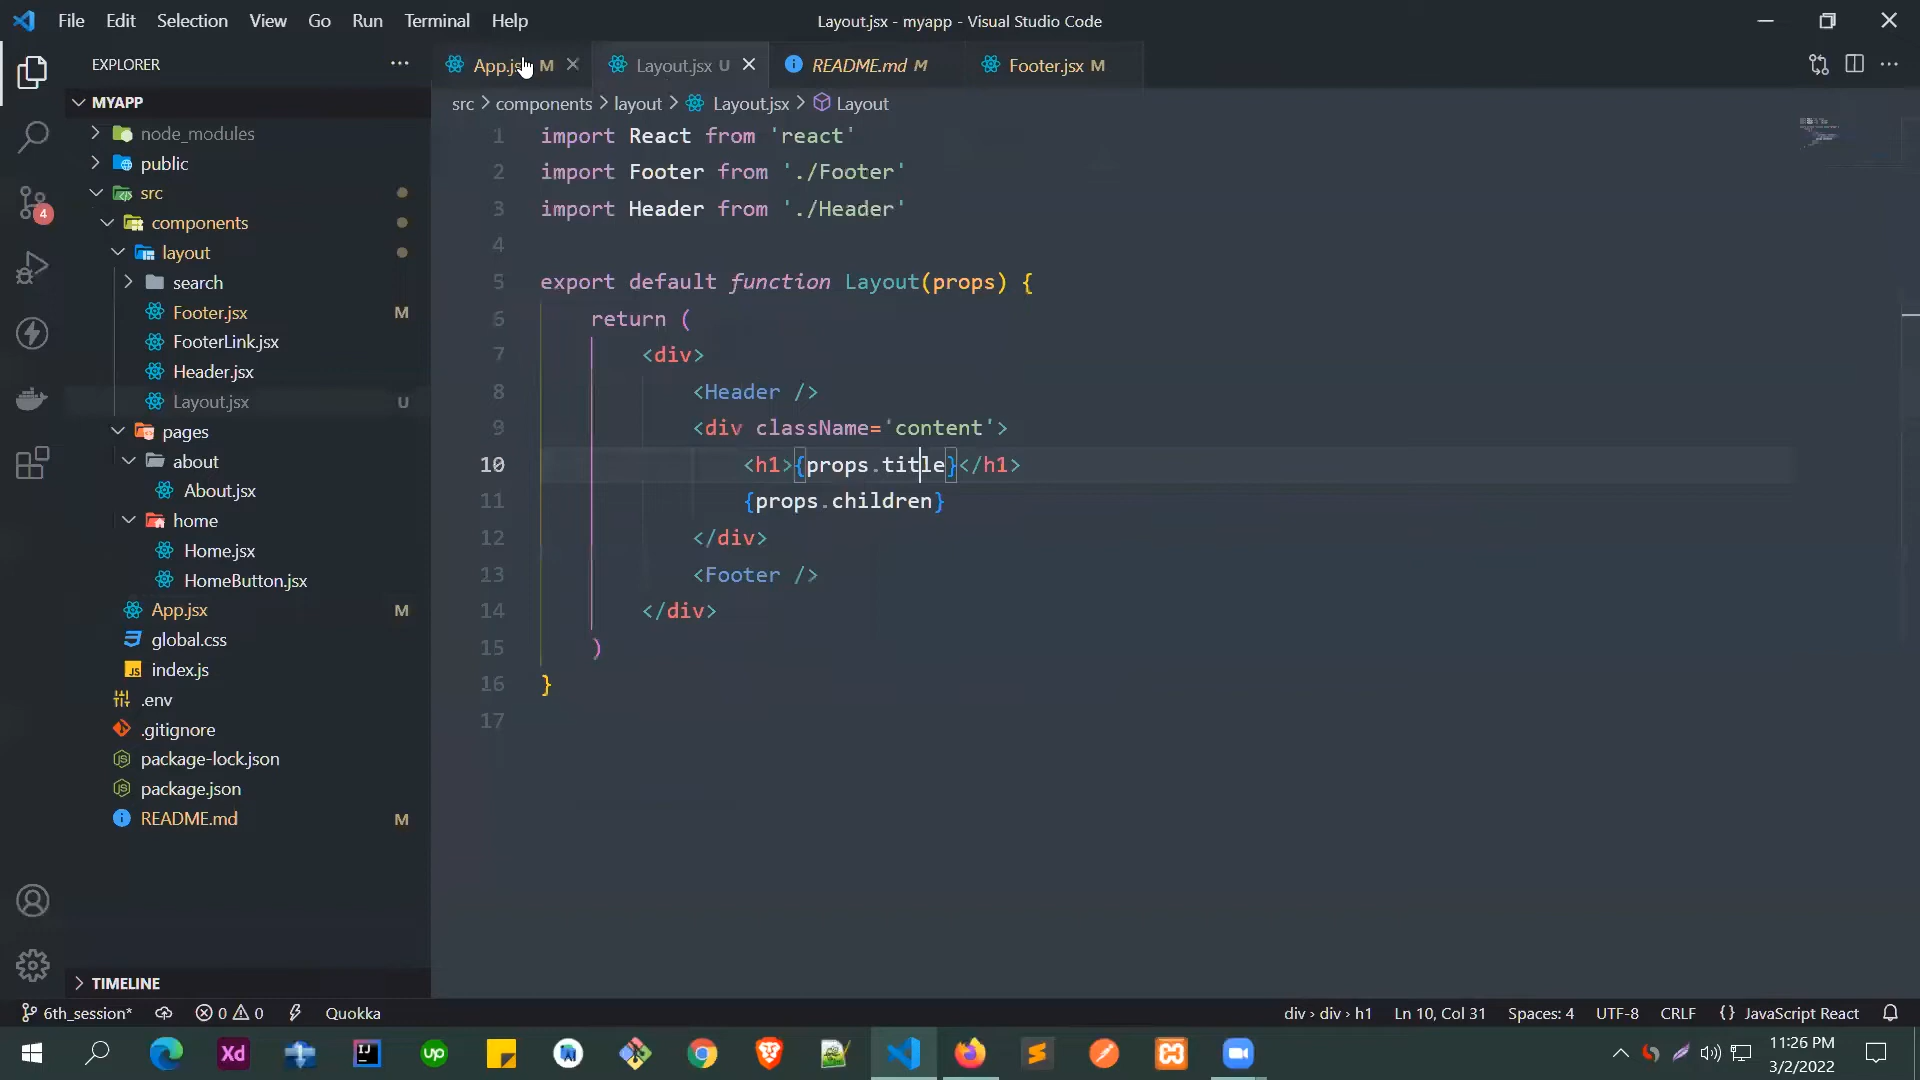 File Edit Selection View Go Run Terminal Help
Layout.jsx - myapp - Visual Studio Code
EXPLORER
MYAPP
node_modules
public
src
components
layout
search
Footer.jsx M
FooterLink.jsx
Header.jsx
Layout.jsx U
pages
about
About.jsx
home
Home.jsx
HomeButton.jsx
App.jsx M
global.css
index.js
.env
.gitignore
package-lock.json
package.json
README.md M
TIMELINE
4
M
Layout.jsx U
README.md M
Footer.jsx M
src > components > layout > Layout.jsx > Layout
1 import React from 'react'
2 import Footer from './Footer'
3 import Header from './Header'
4
5 export default function Layout(props) {
6 return (
7 <div>
8 <Header />
9 <div className='content'>
10 <h1>{props.title}</h1>
11 {props.children}
12 </div>
13 <Footer />
14 </div>
15 )
16 }
17
6th_session* 0 0 Quokka
div › div › h1 Ln 10, Col 31 Spaces: 4 UTF-8 CRLF {} JavaScript React
Xd
IJ
up
11:26 PM
3/2/2022